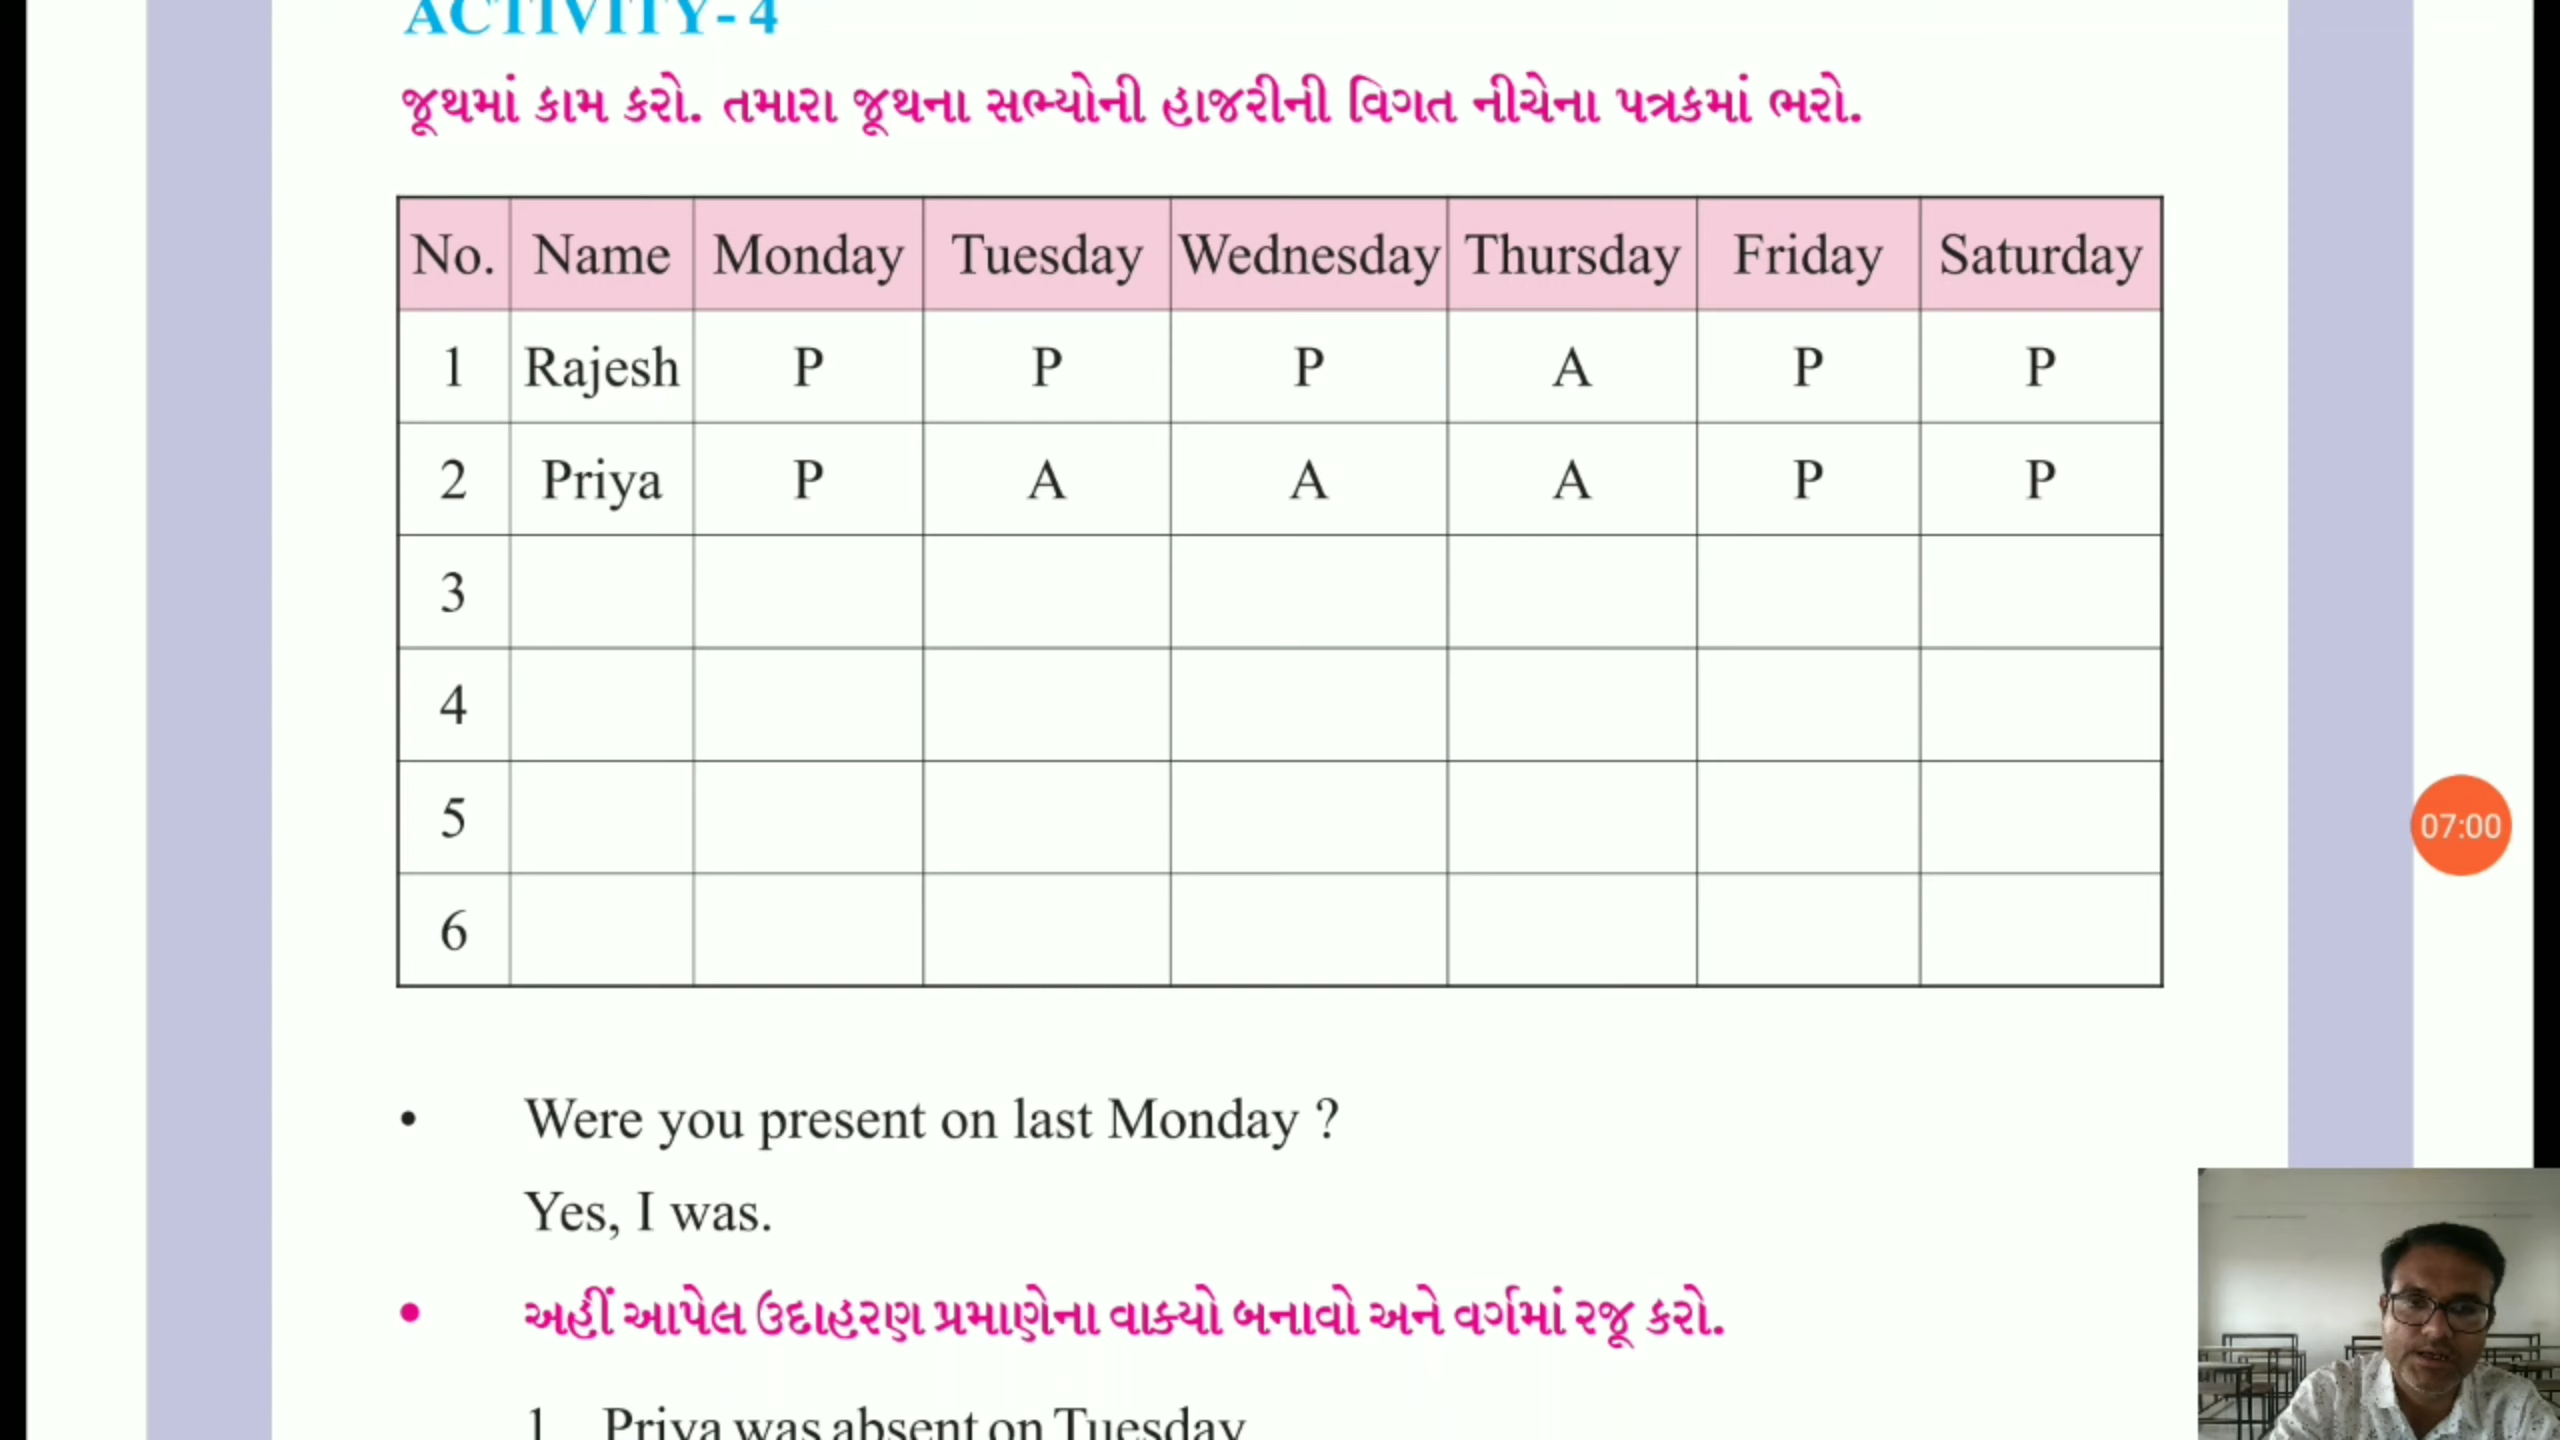 ACTIVITY- 4
જૂથમાં કામ કરો. તમારા જૂથના સભ્યોની હાજરીની વિગત નીચેના પત્રકમાં ભરો.
No. Name Monday Tuesday Wednesday Thursday Friday Saturday
1 Rajesh P P P A P P
2 Priya P A A A P P
3
4
5
6
07:00
• Were you present on last Monday ?
Yes, I was.
• અહીં આપેલ ઉદાહરણ પ્રમાણેના વાક્યો બનાવો અને વર્ગમાં રજૂ કરો.
1 Priya was absent on Tuesday